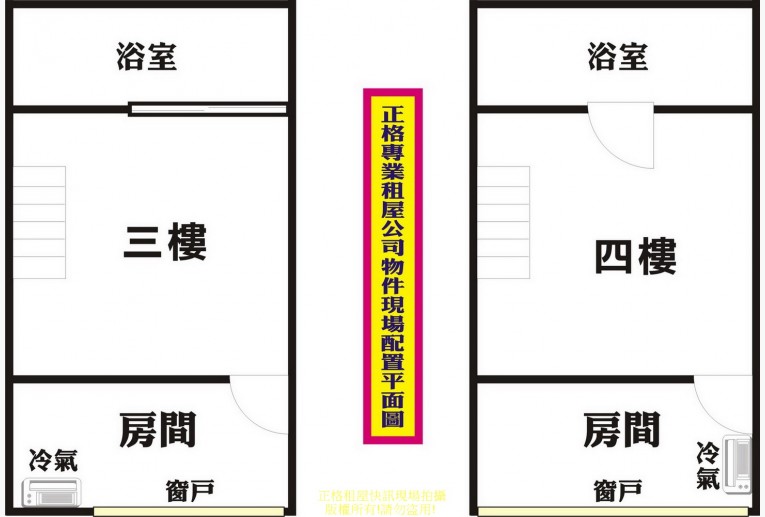 浴室
三樓
房間
冷氣
窗戶
正格專業租屋公司物件現場配置平面圖
正格租屋快訊現場拍攝
版權所有!請勿盜用!
浴室
四樓
房間
冷氣
窗戶